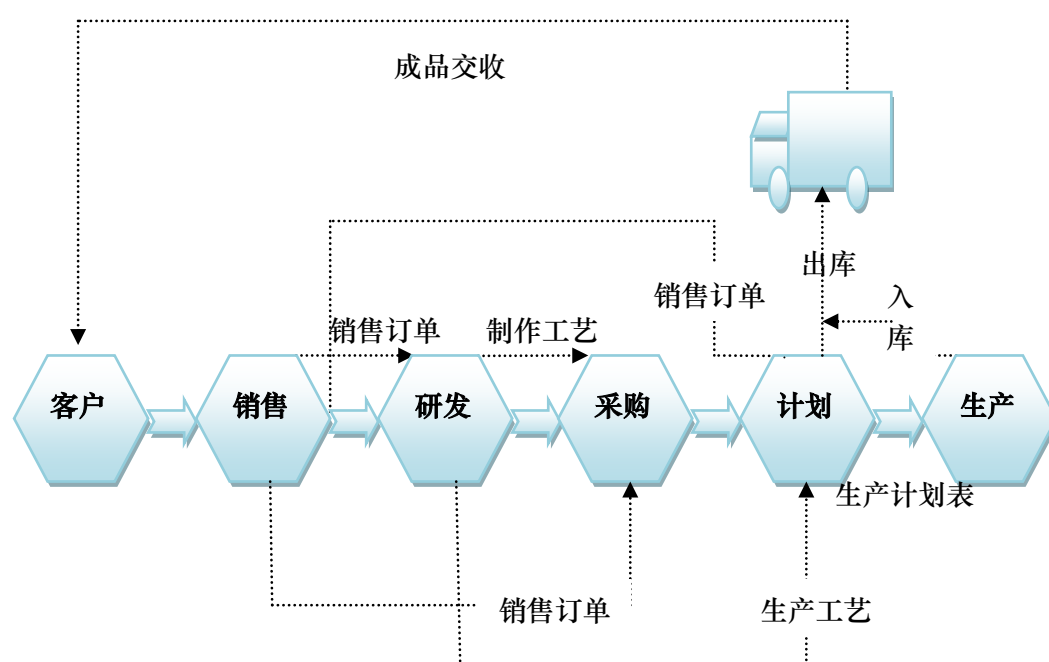 成品交收
出库
销售订单
入
库
销售订单
制作工艺
客户
销售
研发
采购
计划
生产
生产计划表
销售订单
生产工艺